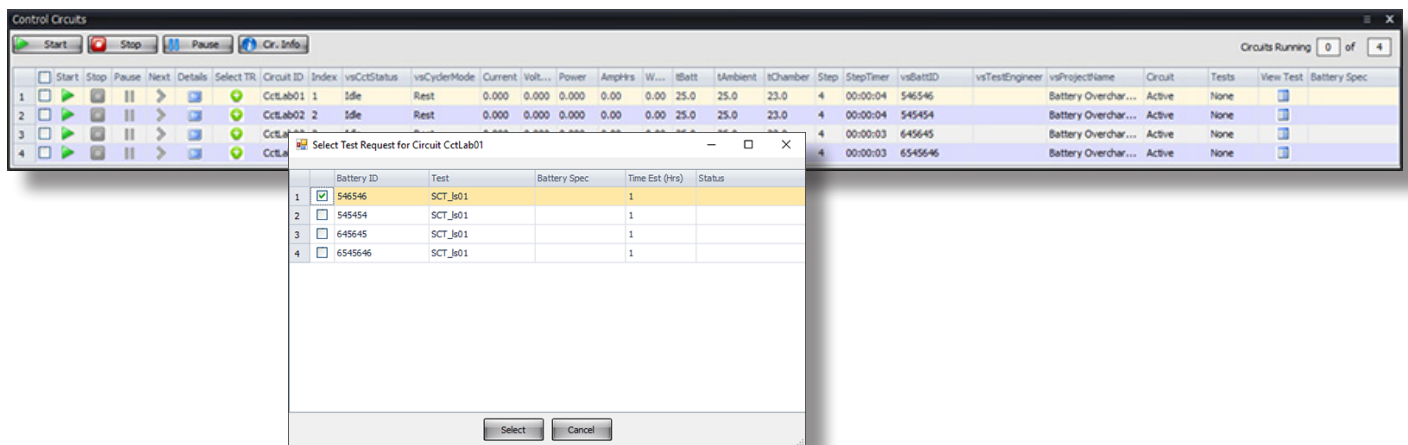 Control Circuits
Start Stop Pause Cir. Info Circuits Running 0 of 4
Start Stop Pause Next Details Select TR Circuit ID Index vsCctStatus vsCyclerMode Current Volt... Power AmpHrs W... tBatt tAmbient tChamber Step StepTimer vsBattID vsTestEngineer vsProjectName Circuit Tests View Test Battery Spec
1 CctLab01 1 Idle Rest 0.000 0.000 0.000 0.00 0.00 25.0 25.0 23.0 4 00:00:04 546546 Battery Overchar... Active None
2 CctLab02 2 Idle Rest 0.000 0.000 0.000 0.00 0.00 25.0 25.0 23.0 4 00:00:04 545454 Battery Overchar... Active None
3 4 00:00:03 645645 Battery Overchar... Active None
4 CctLa 4 00:00:03 6545646 Battery Overchar... Active None
Select Test Request for Circuit CctLab01
Battery ID Test Battery Spec Time Est (Hrs) Status
1 546546 SCT_ls01 1
2 545454 SCT_ls01 1
3 645645 SCT_ls01 1
4 6545646 SCT_ls01 1
Select Cancel